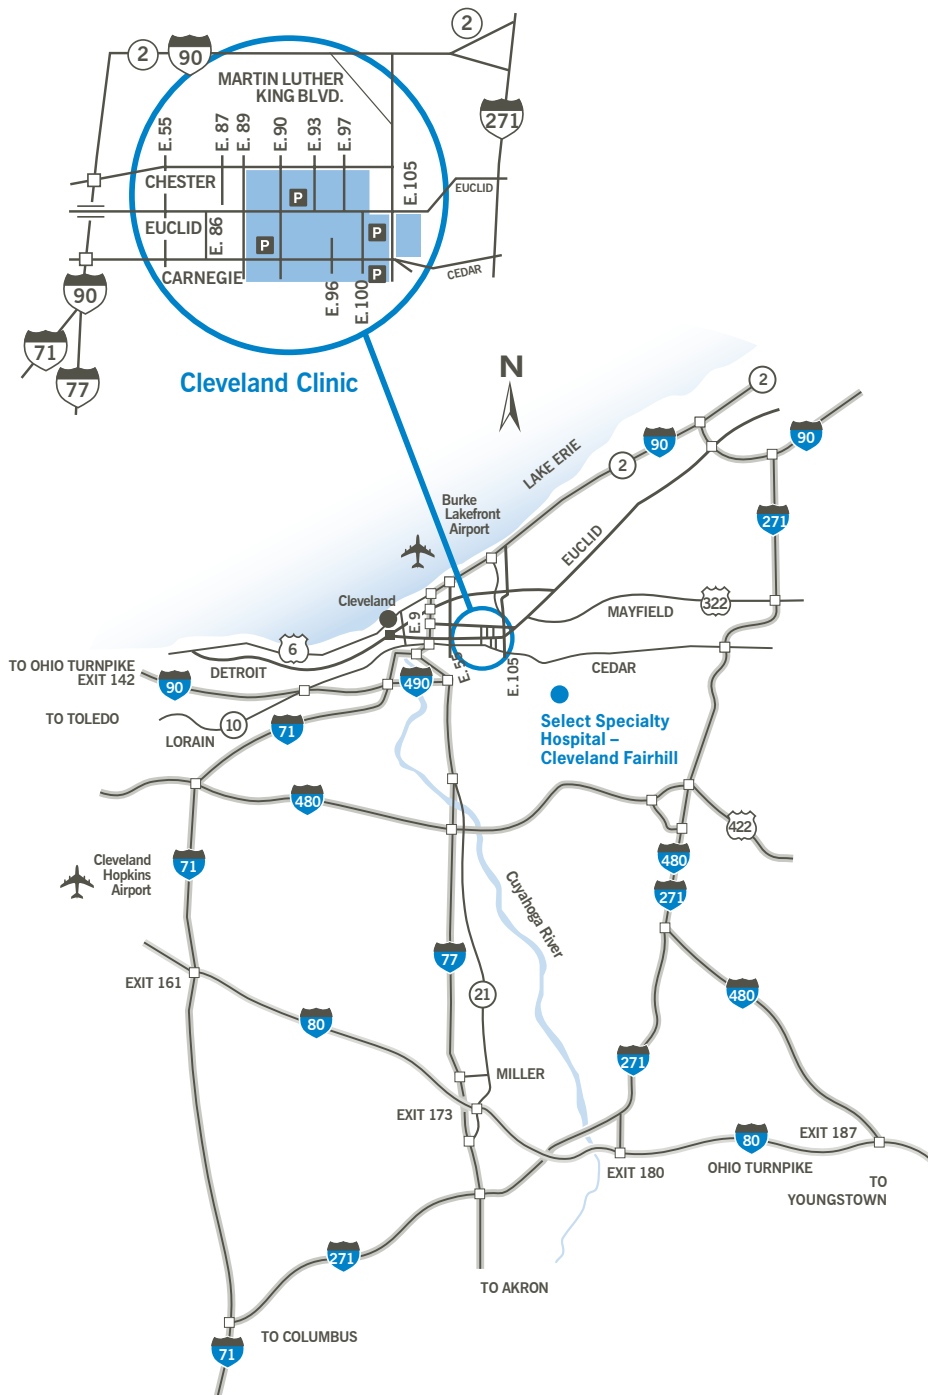 2
90
2
MARTIN LUTHER
KING BLVD.
271
E. 55
E. 87
E. 89
E. 90
E. 93
E. 97
E. 105
CHESTER
P
EUCLID
EUCLID
E. 86
P
P
CARNEGIE
P
CEDAR
E. 96
E. 100
90
71
77
Cleveland Clinic
N
2
90
90
2
LAKE ERIE
271
Burke
Lakefront
Airport
EUCLID
Cleveland
E. 9
322
MAYFIELD
6
E. 55
E. 105
CEDAR
TO OHIO TURNPIKE
EXIT 142
DETROIT
90
490
TO TOLEDO
10
LORAIN
71
Select Specialty
Hospital –
Cleveland Fairhill
480
422
71
480
Cleveland
Hopkins
Airport
271
Cuyahoga River
77
EXIT 161
21
480
80
271
MILLER
EXIT 173
80
EXIT 187
EXIT 180
OHIO TURNPIKE
TO
YOUNGSTOWN
271
TO AKRON
TO COLUMBUS
71